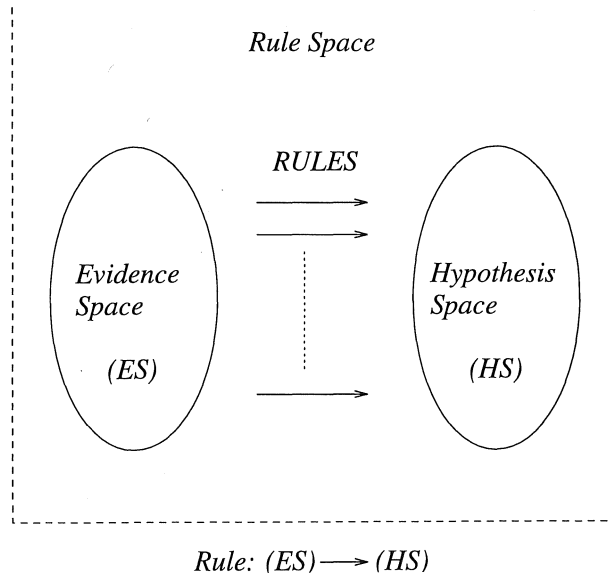 Rule Space
RULES
Evidence
Space
(ES)
Hypothesis
Space
(HS)
Rule: (ES) → (HS)